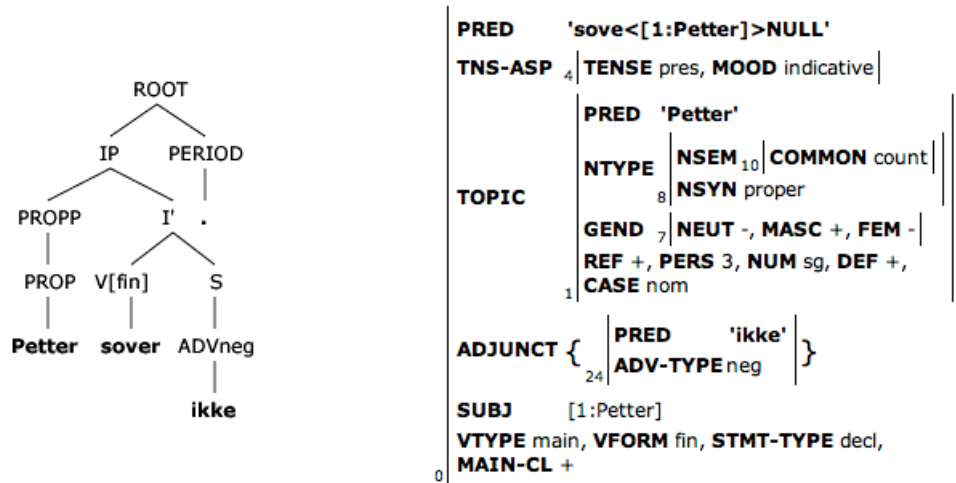 ROOT
IP PERIOD
PROPP I' .
PROP V[fin] S
Petter sover ADVneg
ikke
PRED 'sove<[1:Petter]>NULL'
TNS-ASP 4 TENSE pres, MOOD indicative
PRED 'Petter'
NTYPE 8 NSEM 10 COMMON count
NSYN proper
TOPIC
GEND 7 NEUT -, MASC +, FEM -
REF +, PERS 3, NUM sg, DEF +,
1 CASE nom
ADJUNCT { 24 PRED 'ikke' }
ADV-TYPE neg
SUBJ [1:Petter]
VTYPE main, VFORM fin, STMT-TYPE decl,
0 MAIN-CL +